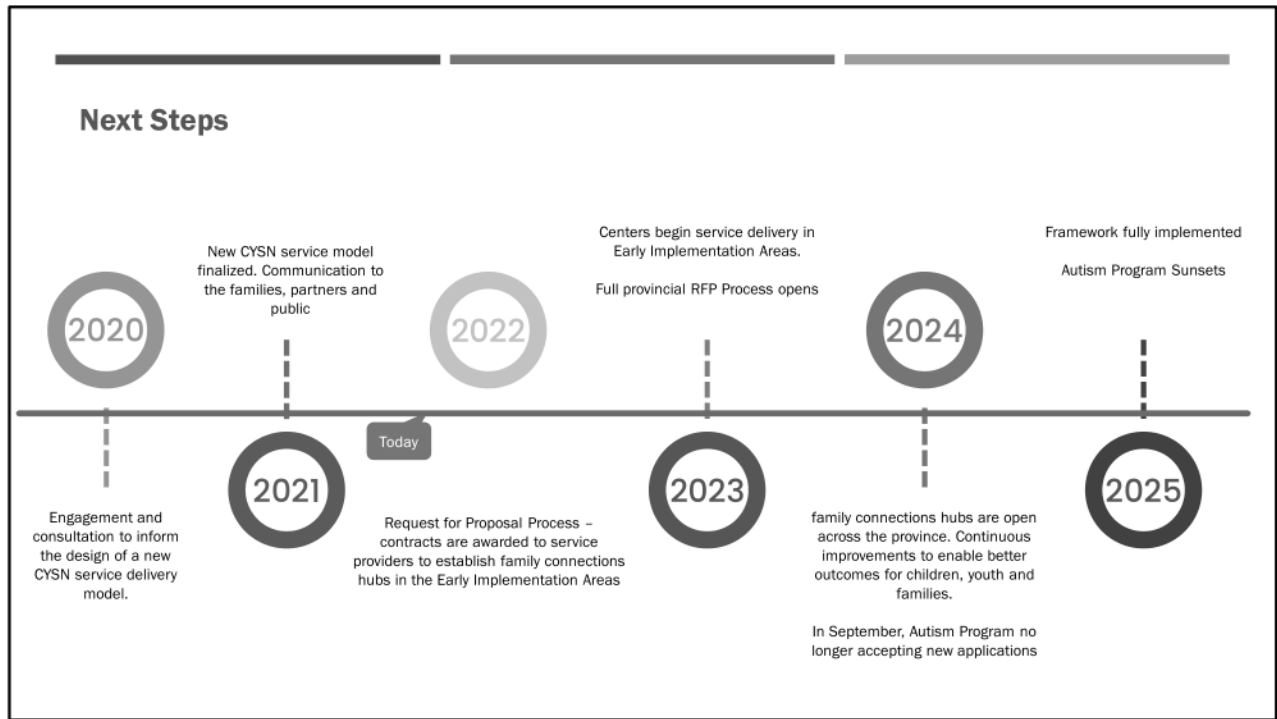 Next Steps
2020
Engagement and
consultation to inform
the design of a new
CYSN service delivery
model.
New CYSN service model
finalized. Communication to
the families, partners and
public
2021
Today
2022
Request for Proposal Process –
contracts are awarded to service
providers to establish family connections
hubs in the Early Implementation Areas
Centers begin service delivery in
Early Implementation Areas.
Full provincial RFP Process opens
2023
2024
family connections hubs are open
across the province. Continuous
improvements to enable better
outcomes for children, youth and
families.
In September, Autism Program no
longer accepting new applications
Framework fully implemented
Autism Program Sunsets
2025